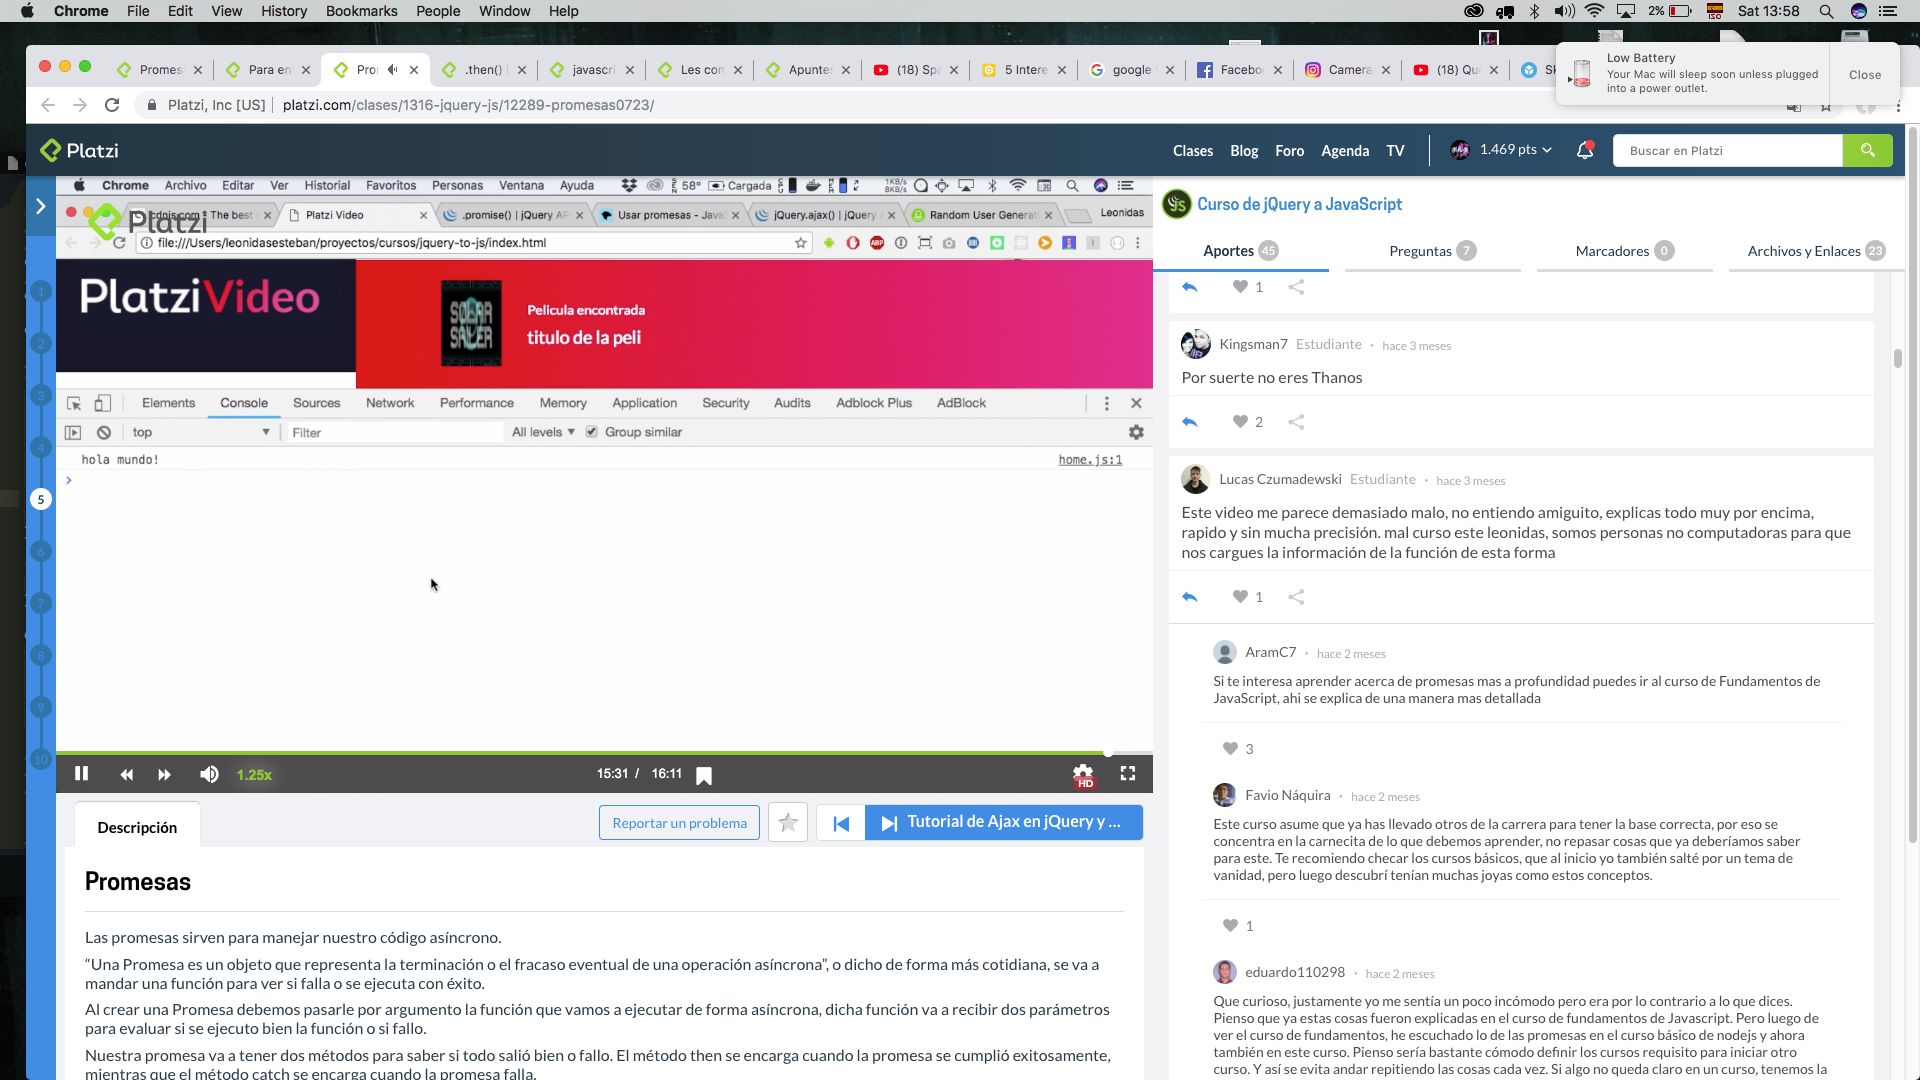 Chrome File Edit View History Bookmarks People Window Help 2% ISO Sat 13:58
Promes Para en Pro .then() javascri Les con Apunte (18) Sp 5 Intere google Facebo Camera (18) Qu Sk
Low Battery
Your Mac will sleep soon unless plugged
into a power outlet.
Close
Platzi, Inc [US] platzi.com/clases/1316-jquery-js/12289-promesas0723/
Platzi Clases Blog Foro Agenda TV 1.469 pts Buscar en Platzi
Chrome Archivo Editar Ver Historial Favoritos Personas Ventana Ayuda 58° Cargada 1KB/s 8KB/s
cdnjs.com The best Platzi Video .promise() | jQuery AP Usar promesas - Java jQuery.ajax() | jQuery Random User Generat Leonidas
Platzi
file:///Users/leonidasesteban/proyectos/cursos/jquery-to-js/index.html
PlatziVideo
SOLAR
Pelicula encontrada
titulo de la peli
Elements Console Sources Network Performance Memory Application Security Audits Adblock Plus AdBlock
top Filter All levels Group similar
hola mundo! home.js:1
1
2
3
4
5
6
7
8
9
10
1.25x 15:31 / 16:11 HD
Descripción Reportar un problema Tutorial de Ajax en jQuery y ...
Promesas
Las promesas sirven para manejar nuestro código asíncrono.
“Una Promesa es un objeto que representa la terminación o el fracaso eventual de una operación asíncrona”, o dicho de forma más cotidiana, se va a
mandar una función para ver si falla o se ejecuta con éxito.
Al crear una Promesa debemos pasarle por argumento la función que vamos a ejecutar de forma asíncrona, dicha función va a recibir dos parámetros
para evaluar si se ejecuto bien la función o si fallo.
Nuestra promesa va a tener dos métodos para saber si todo salió bien o fallo. El método then se encarga cuando la promesa se cumplió exitosamente,
mientras que el método catch se encarga cuando la promesa falla.
Curso de jQuery a JavaScript
Aportes 45 Preguntas 7 Marcadores 0 Archivos y Enlaces 23
1
Kingsman7 Estudiante • hace 3 meses
Por suerte no eres Thanos
2
Lucas Czumadewski Estudiante • hace 3 meses
Este video me parece demasiado malo, no entiendo amiguito, explicas todo muy por encima,
rapido y sin mucha precisión. mal curso este leonidas, somos personas no computadoras para que
nos cargues la información de la función de esta forma
1
AramC7 • hace 2 meses
Si te interesa aprender acerca de promesas mas a profundidad puedes ir al curso de Fundamentos de
JavaScript, ahi se explica de una manera mas detallada
3
Favio Náquira • hace 2 meses
Este curso asume que ya has llevado otros de la carrera para tener la base correcta, por eso se
concentra en la carnecita de lo que debemos aprender, no repasar cosas que ya deberíamos saber
para este. Te recomiendo checar los cursos básicos, que al inicio yo también salté por un tema de
vanidad, pero luego descubrí tenían muchas joyas como estos conceptos.
1
eduardo110298 • hace 2 meses
Que curioso, justamente yo me sentía un poco incómodo pero era por lo contrario a lo que dices.
Pienso que ya estas cosas fueron explicadas en el curso de fundamentos de Javascript. Pero luego de
ver el curso de fundamentos, he escuchado lo de las promesas en el curso básico de nodejs y ahora
también en este curso. Pienso sería bastante cómodo definir los cursos requisito para iniciar otro
curso. Y así se evita andar repitiendo las cosas cada vez. Si algo no queda claro en un curso, tenemos la